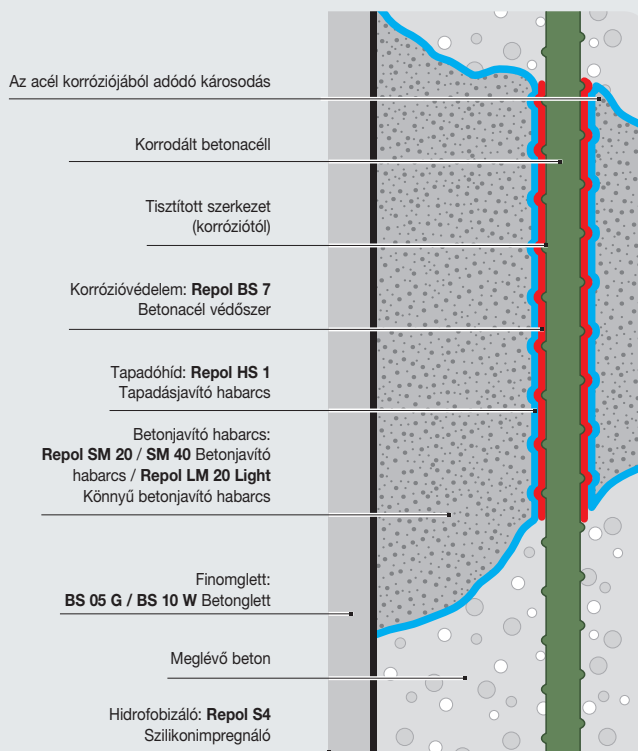 Az acél korróziójából adódó károsodás
Korrodált betonacéll
Tisztított szerkezet
(korróziótól)
Korrózióvédelem: Repol BS 7
Betonacél védőszer
Tapadóhíd: Repol HS 1
Tapadásjavító habarcs
Betonjavító habarcs:
Repol SM 20 / SM 40 Betonjavító
habarcs / Repol LM 20 Light
Könnyű betonjavító habarcs
Finomglett:
BS 05 G / BS 10 W Betonglett
Meglévő beton
Hidrofobizáló: Repol S4
Szilikonimpregnáló